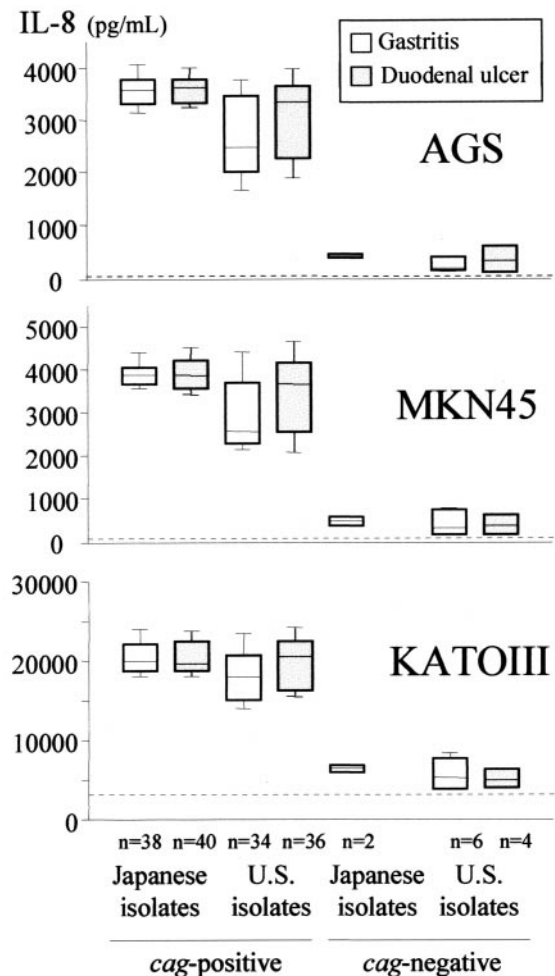 IL-8 (pg/mL)
Gastritis
Duodenal ulcer
4000
3000
2000
1000
0
AGS
5000
4000
3000
2000
1000
0
MKN45
30000
20000
10000
0
KATOIII
n=38 n=40 n=34 n=36 n=2 n=6 n=4
Japanese isolates U.S. isolates Japanese isolates U.S. isolates
cag-positive cag-negative